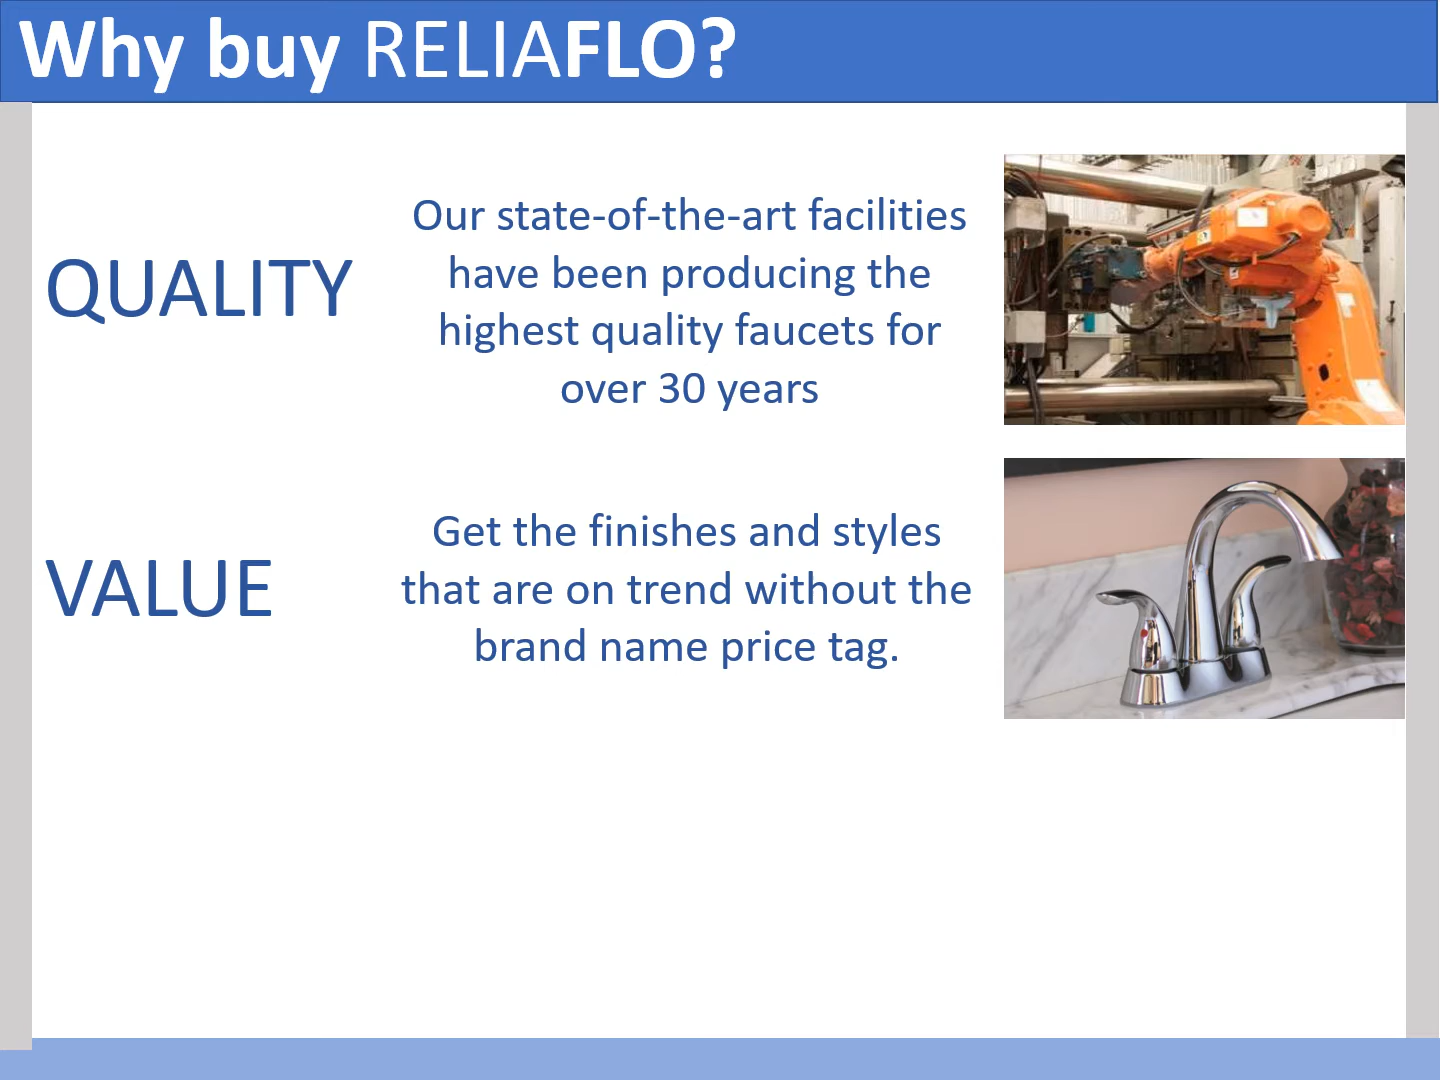 Why buy RELIAFLO?
QUALITY
Our state-of-the-art facilities
have been producing the
highest quality faucets for
over 30 years
VALUE
Get the finishes and styles
that are on trend without the
brand name price tag.